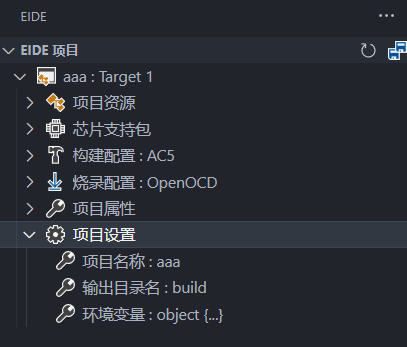 EIDE
EIDE 项目
aaa : Target 1
项目资源
芯片支持包
构建配置 : AC5
烧录配置 : OpenOCD
项目属性
项目设置
项目名称 : aaa
输出目录名 : build
环境变量 : object {...}